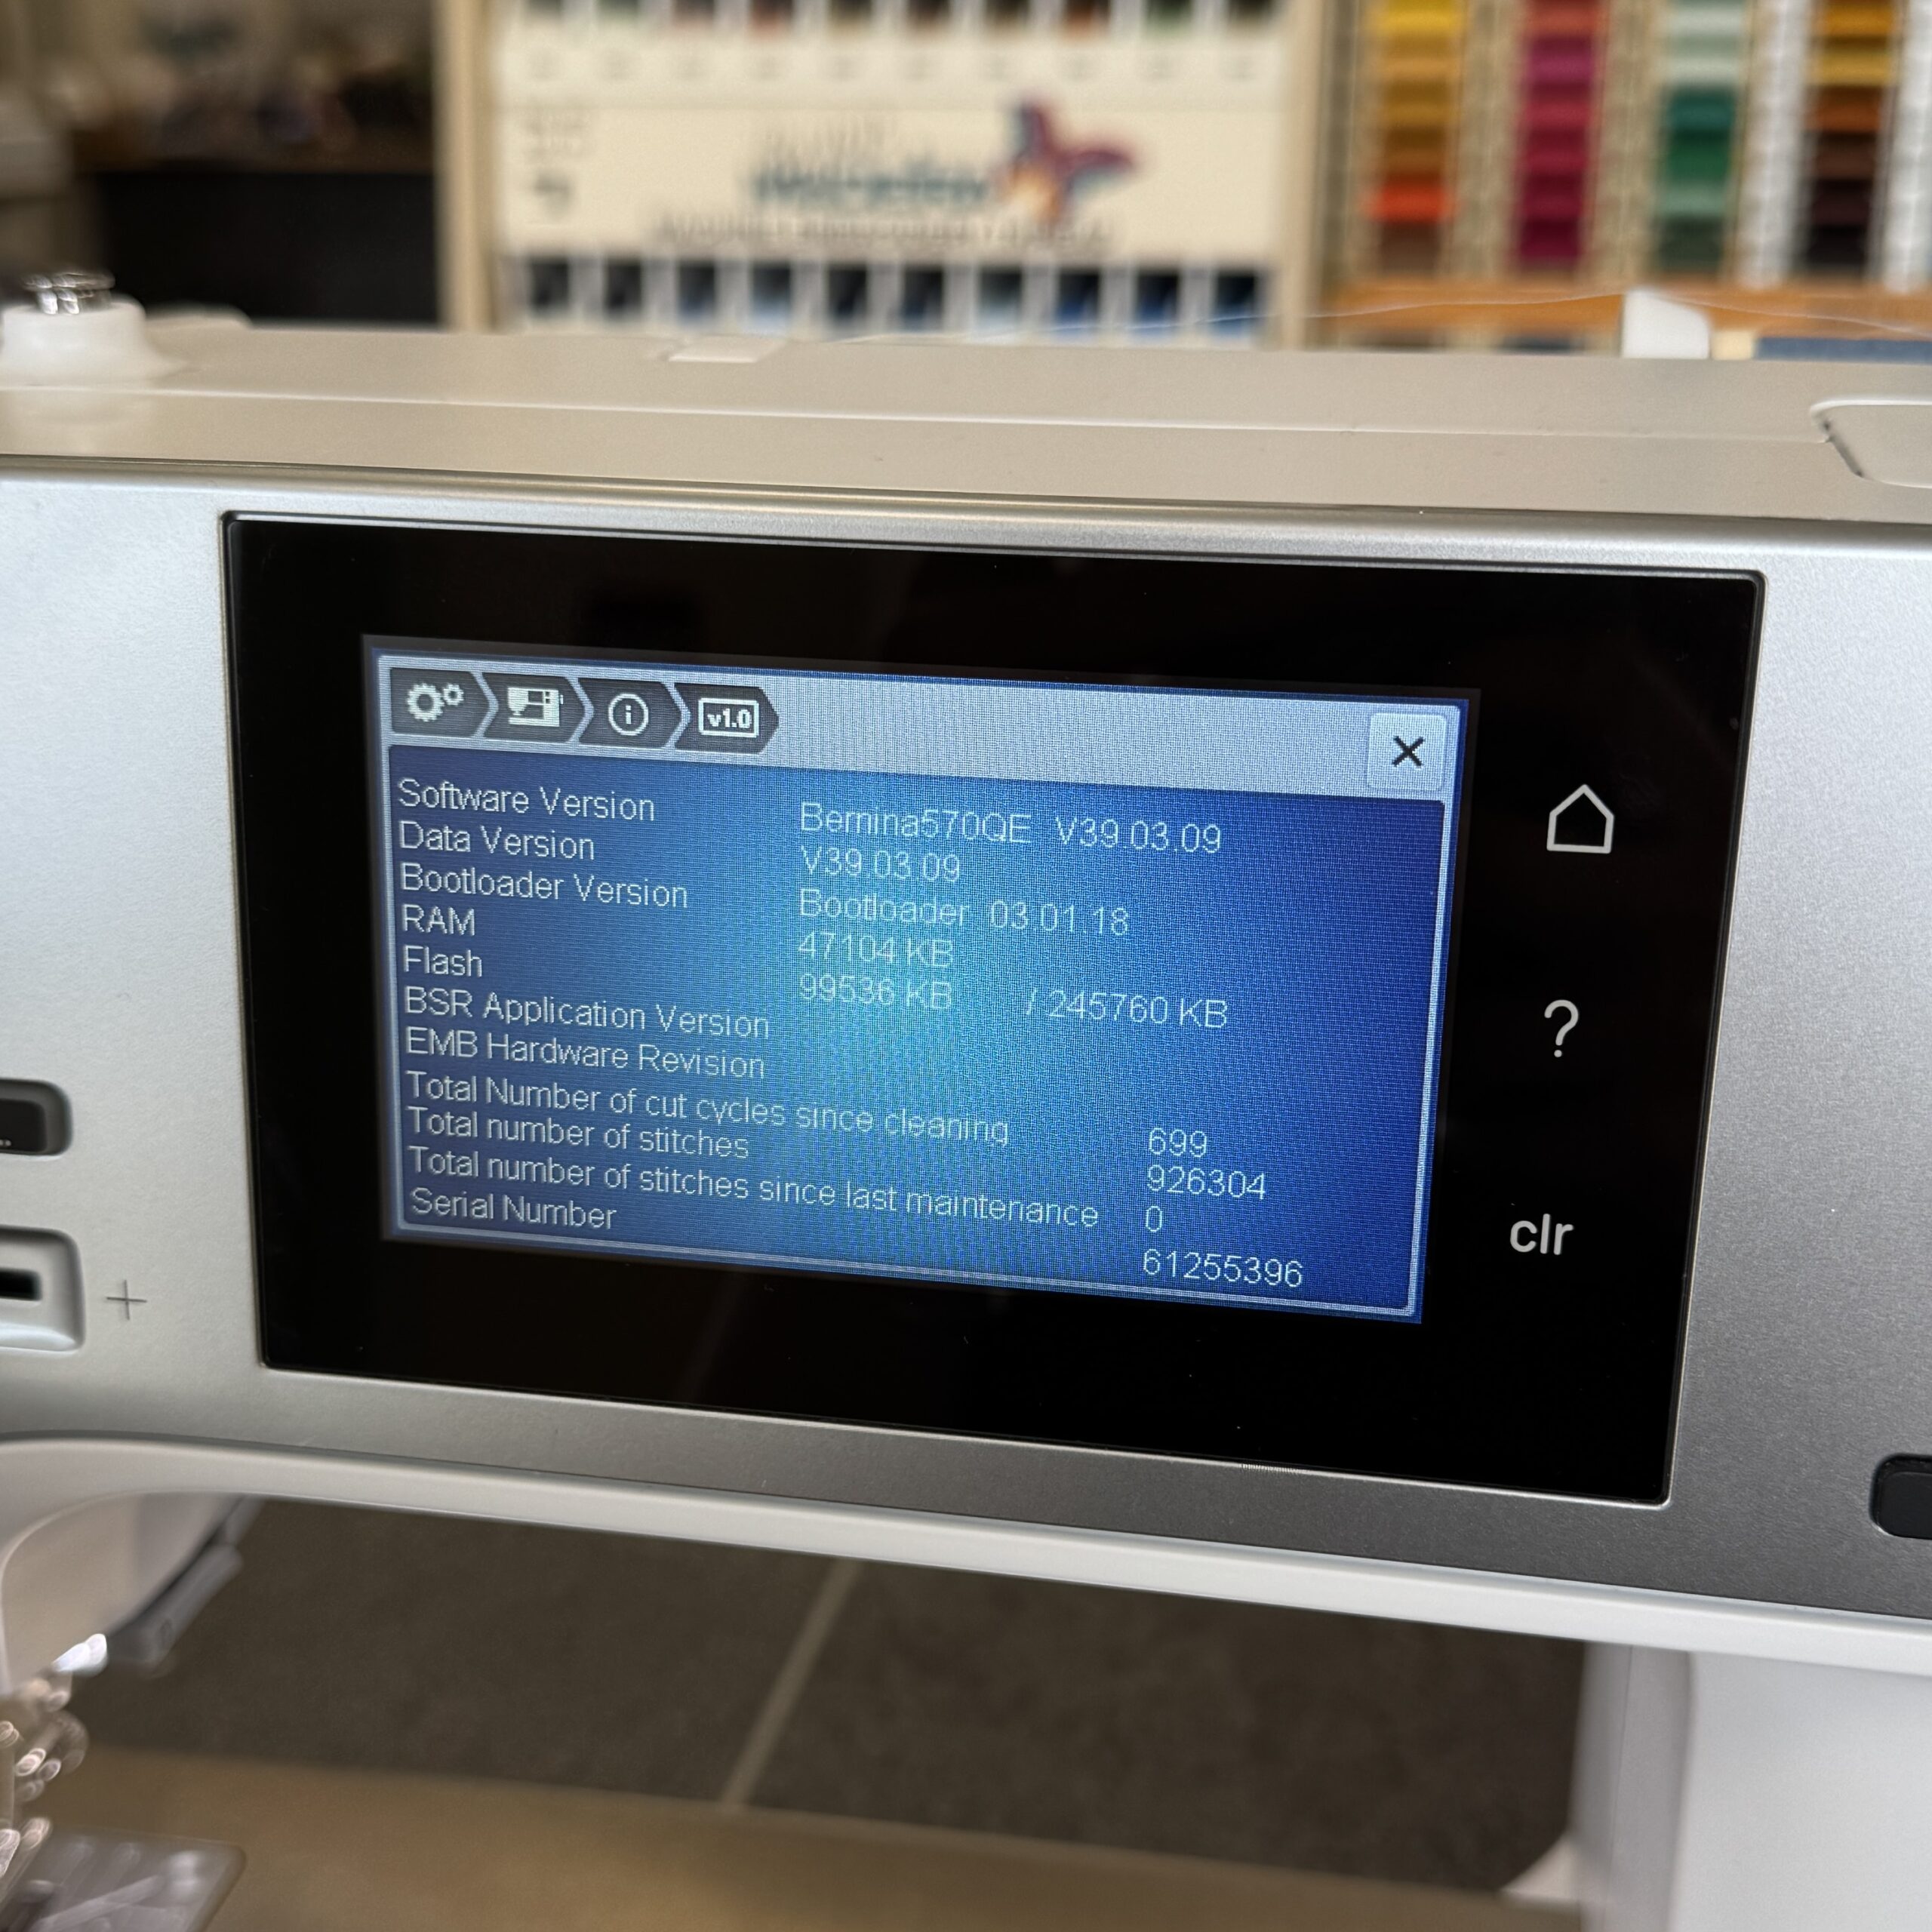 v1.0
Software Version Bernina570QE V39.03.09
Data Version V39.03.09
Bootloader Version Bootloader 03.01.18
RAM 47104 KB
Flash 99536 KB / 245760 KB
BSR Application Version
EMB Hardware Revision
Total Number of cut cycles since cleaning 699
Total number of stitches 926304
Total number of stitches since last maintenance 0
Serial Number 61255396
?
clr